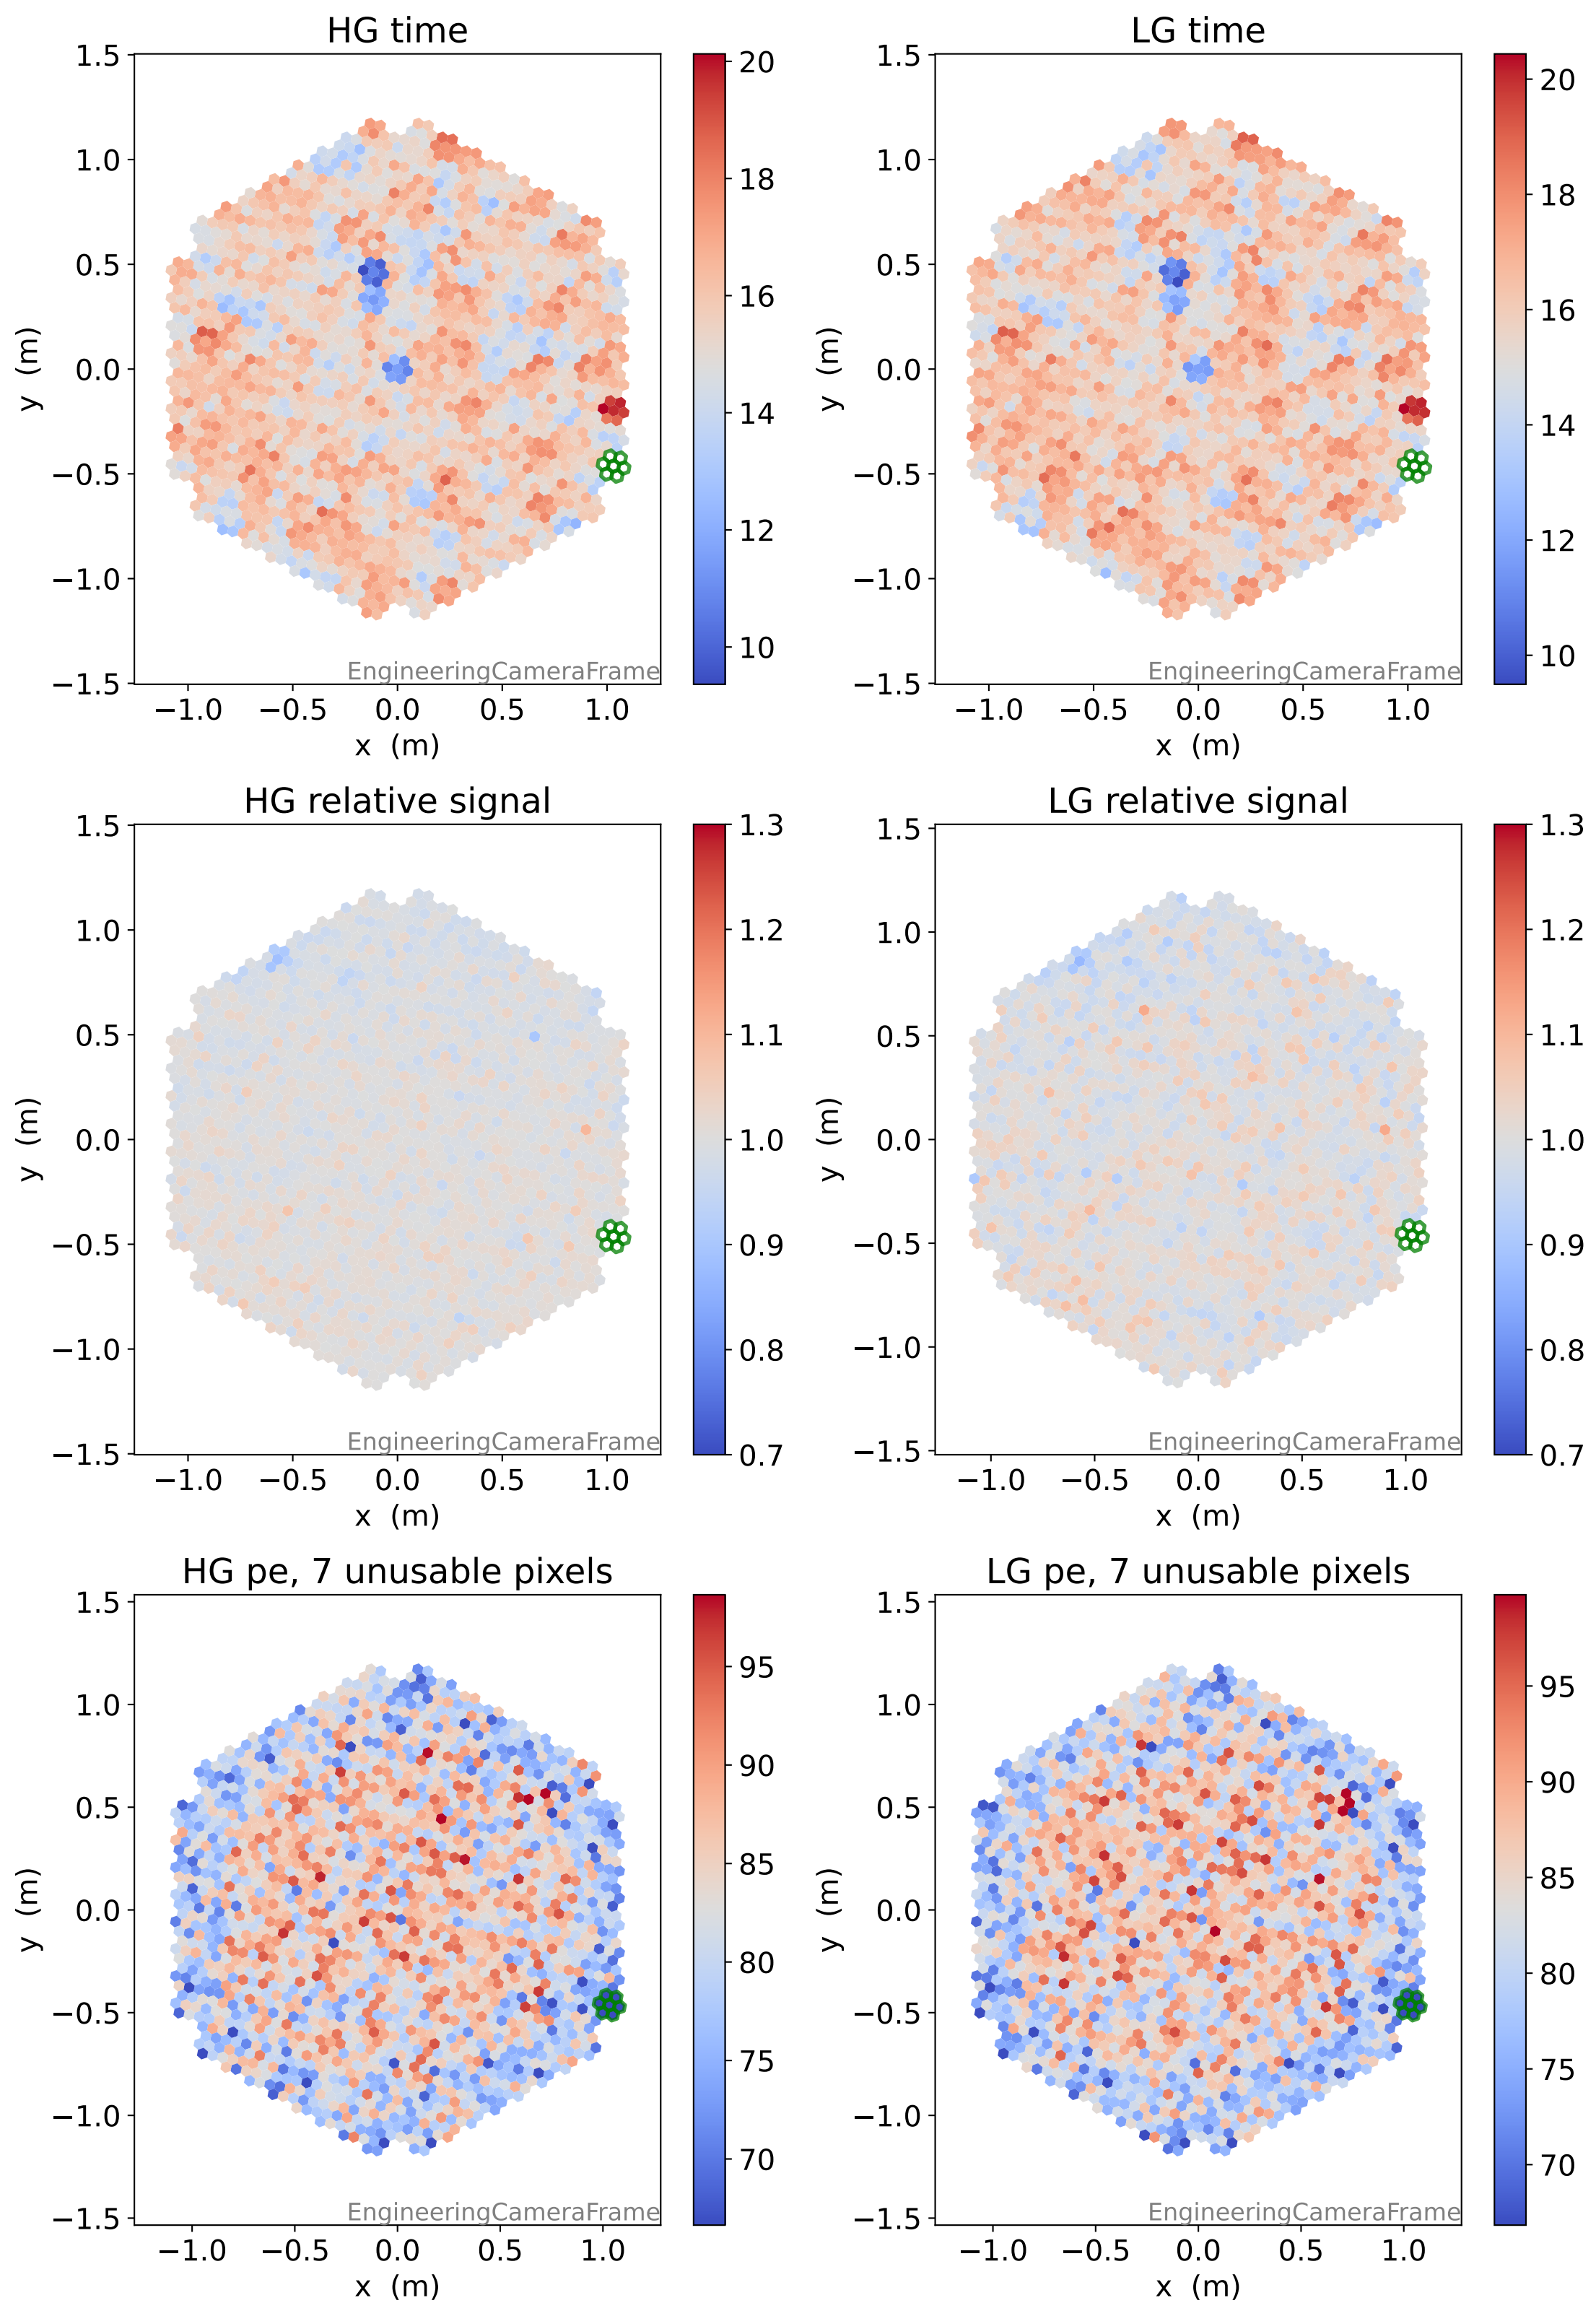 HG time
LG time
1.5
1.0
0.5
0.0
−0.5
−1.0
−1.5
y (m)
−1.0 −0.5 0.0 0.5 1.0
x (m)
EngineeringCameraFrame
20
18
16
14
12
10
1.5
1.0
0.5
0.0
−0.5
−1.0
−1.5
y (m)
−1.0 −0.5 0.0 0.5 1.0
x (m)
EngineeringCameraFrame
20
18
16
14
12
10
HG relative signal
LG relative signal
1.5
1.0
0.5
0.0
−0.5
−1.0
−1.5
y (m)
−1.0 −0.5 0.0 0.5 1.0
x (m)
EngineeringCameraFrame
1.3
1.2
1.1
1.0
0.9
0.8
0.7
1.5
1.0
0.5
0.0
−0.5
−1.0
−1.5
y (m)
−1.0 −0.5 0.0 0.5 1.0
x (m)
EngineeringCameraFrame
1.3
1.2
1.1
1.0
0.9
0.8
0.7
HG pe, 7 unusable pixels
LG pe, 7 unusable pixels
1.5
1.0
0.5
0.0
−0.5
−1.0
−1.5
y (m)
−1.0 −0.5 0.0 0.5 1.0
x (m)
EngineeringCameraFrame
95
90
85
80
75
70
1.5
1.0
0.5
0.0
−0.5
−1.0
−1.5
y (m)
−1.0 −0.5 0.0 0.5 1.0
x (m)
EngineeringCameraFrame
95
90
85
80
75
70